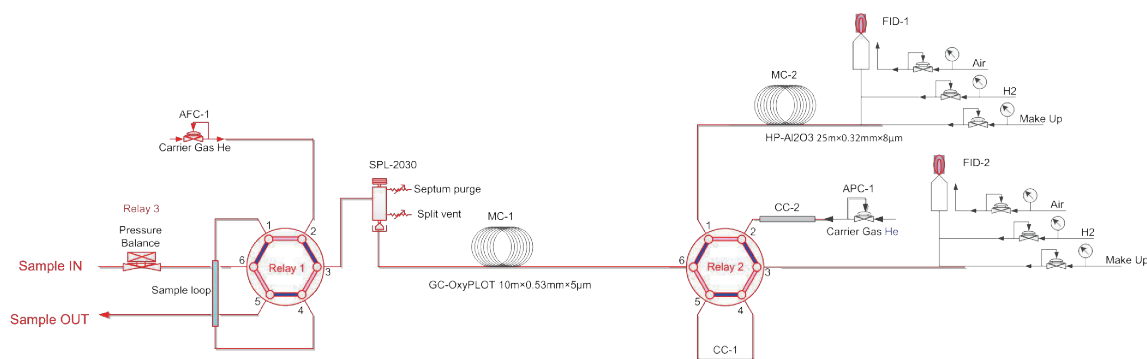 FID-1
Air
MC-2
H2
Make Up
HP-Al2O3 25m×0.32mm×8μm
AFC-1
Carrier Gas He
FID-2
SPL-2030
Septum purge
Split vent
APC-1
CC-2
Carrier Gas He
Air
H2
Make Up
Relay 3
Pressure
Balance
MC-1
1
2
1
2
Sample IN
6
Relay 1
3
6
Relay 2
3
GC-OxyPLOT 10m×0.53mm×5μm
Sample loop
5
4
5
4
Sample OUT
CC-1